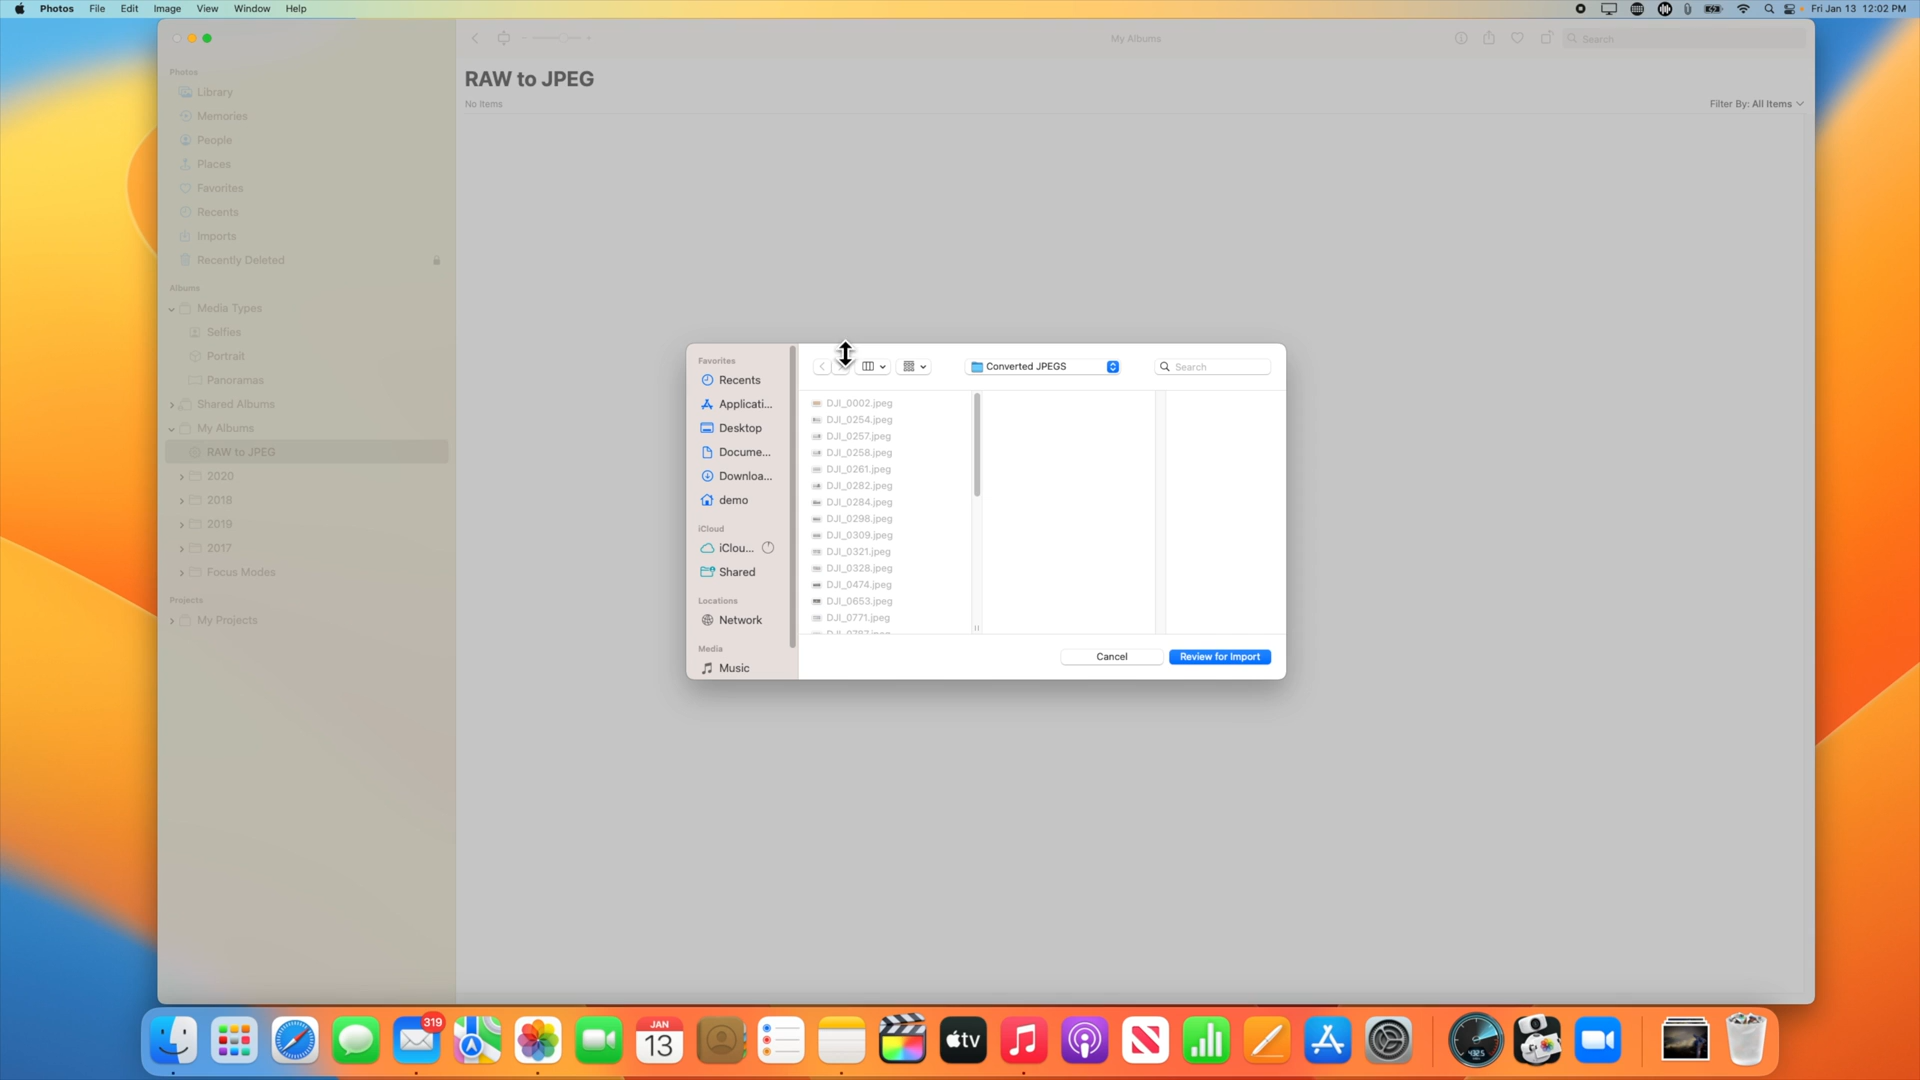 Photos File Edit Image View Window Help
Fri Jan 13 12:02 PM
My Albums
Search
Photos
Library
Memories
People
Places
Favorites
Recents
Imports
Recently Deleted
Albums
Media Types
Selfies
Portrait
Panoramas
Shared Albums
My Albums
RAW to JPEG
2020
2018
2019
2017
Focus Modes
Projects
My Projects
RAW to JPEG
No Items
Filter By: All Items
Favorites
Recents
Applicati...
Desktop
Docume...
Downloa...
demo
iCloud
iClou...
Shared
Locations
Network
Media
Music
Converted JPEGS
Search
DJI_0002.jpeg
DJI_0254.jpeg
DJI_0257.jpeg
DJI_0258.jpeg
DJI_0261.jpeg
DJI_0282.jpeg
DJI_0284.jpeg
DJI_0298.jpeg
DJI_0309.jpeg
DJI_0321.jpeg
DJI_0328.jpeg
DJI_0474.jpeg
DJI_0653.jpeg
DJI_0771.jpeg
Cancel
Review for Import
319
JAN
13
tv